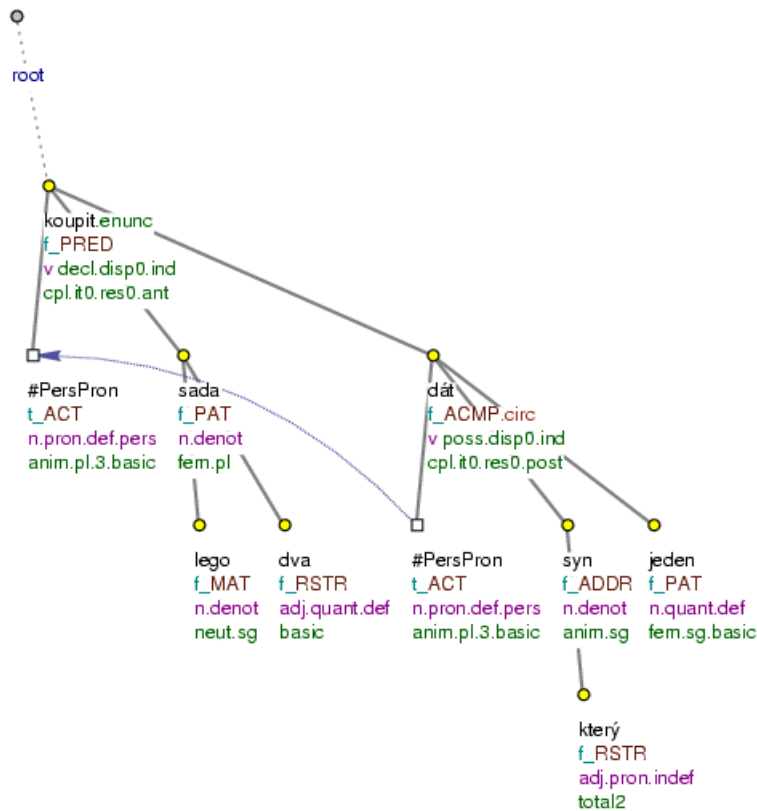 root
koupit.enunc
f_PRED
v decl.disp0.ind
cpl.it0.res0.ant
#PersPron
t_ACT
n.pron.def.pers
anim.pl.3.basic
sada
f_PAT
n.denot
fem.pl
dát
f_ACMP.circ
v poss.disp0.ind
cpl.it0.res0.post
lego
f_MAT
n.denot
neut.sg
dva
f_RSTR
adj.quant.def
basic
#PersPron
t_ACT
n.pron.def.pers
anim.pl.3.basic
syn
f_ADDR
n.denot
anim.sg
jeden
f_PAT
n.quant.def
fem.sg.basic
který
f_RSTR
adj.pron.indef
total2